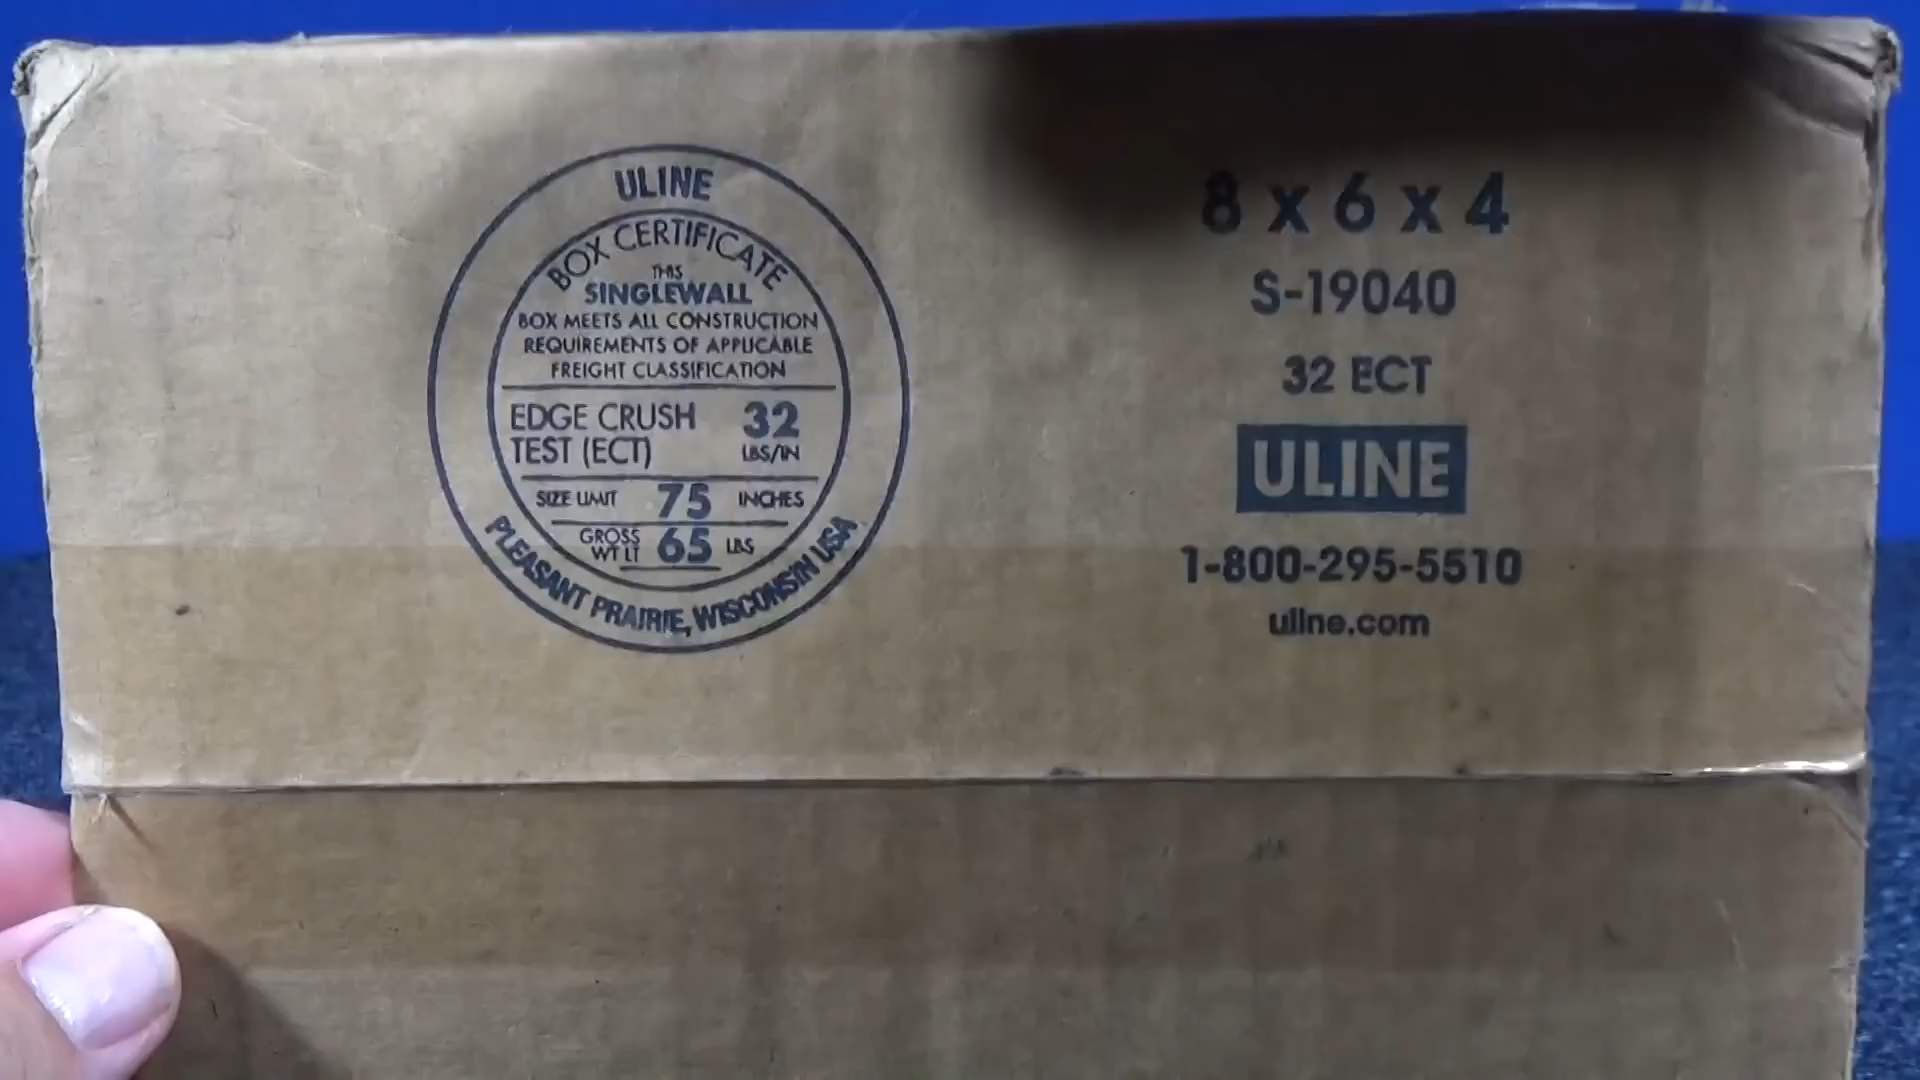 ULINE
BOX CERTIFICATE
THIS
SINGLEWALL
BOX MEETS ALL CONSTRUCTION
REQUIREMENTS OF APPLICABLE
FREIGHT CLASSIFICATION
EDGE CRUSH TEST (ECT) 32 LBS/IN
SIZE LIMIT 75 INCHES
GROSS WT LT 65 LBS
PLEASANT PRAIRIE, WISCONSIN USA
8 x 6 x 4
S-19040
32 ECT
ULINE
1-800-295-5510
uline.com